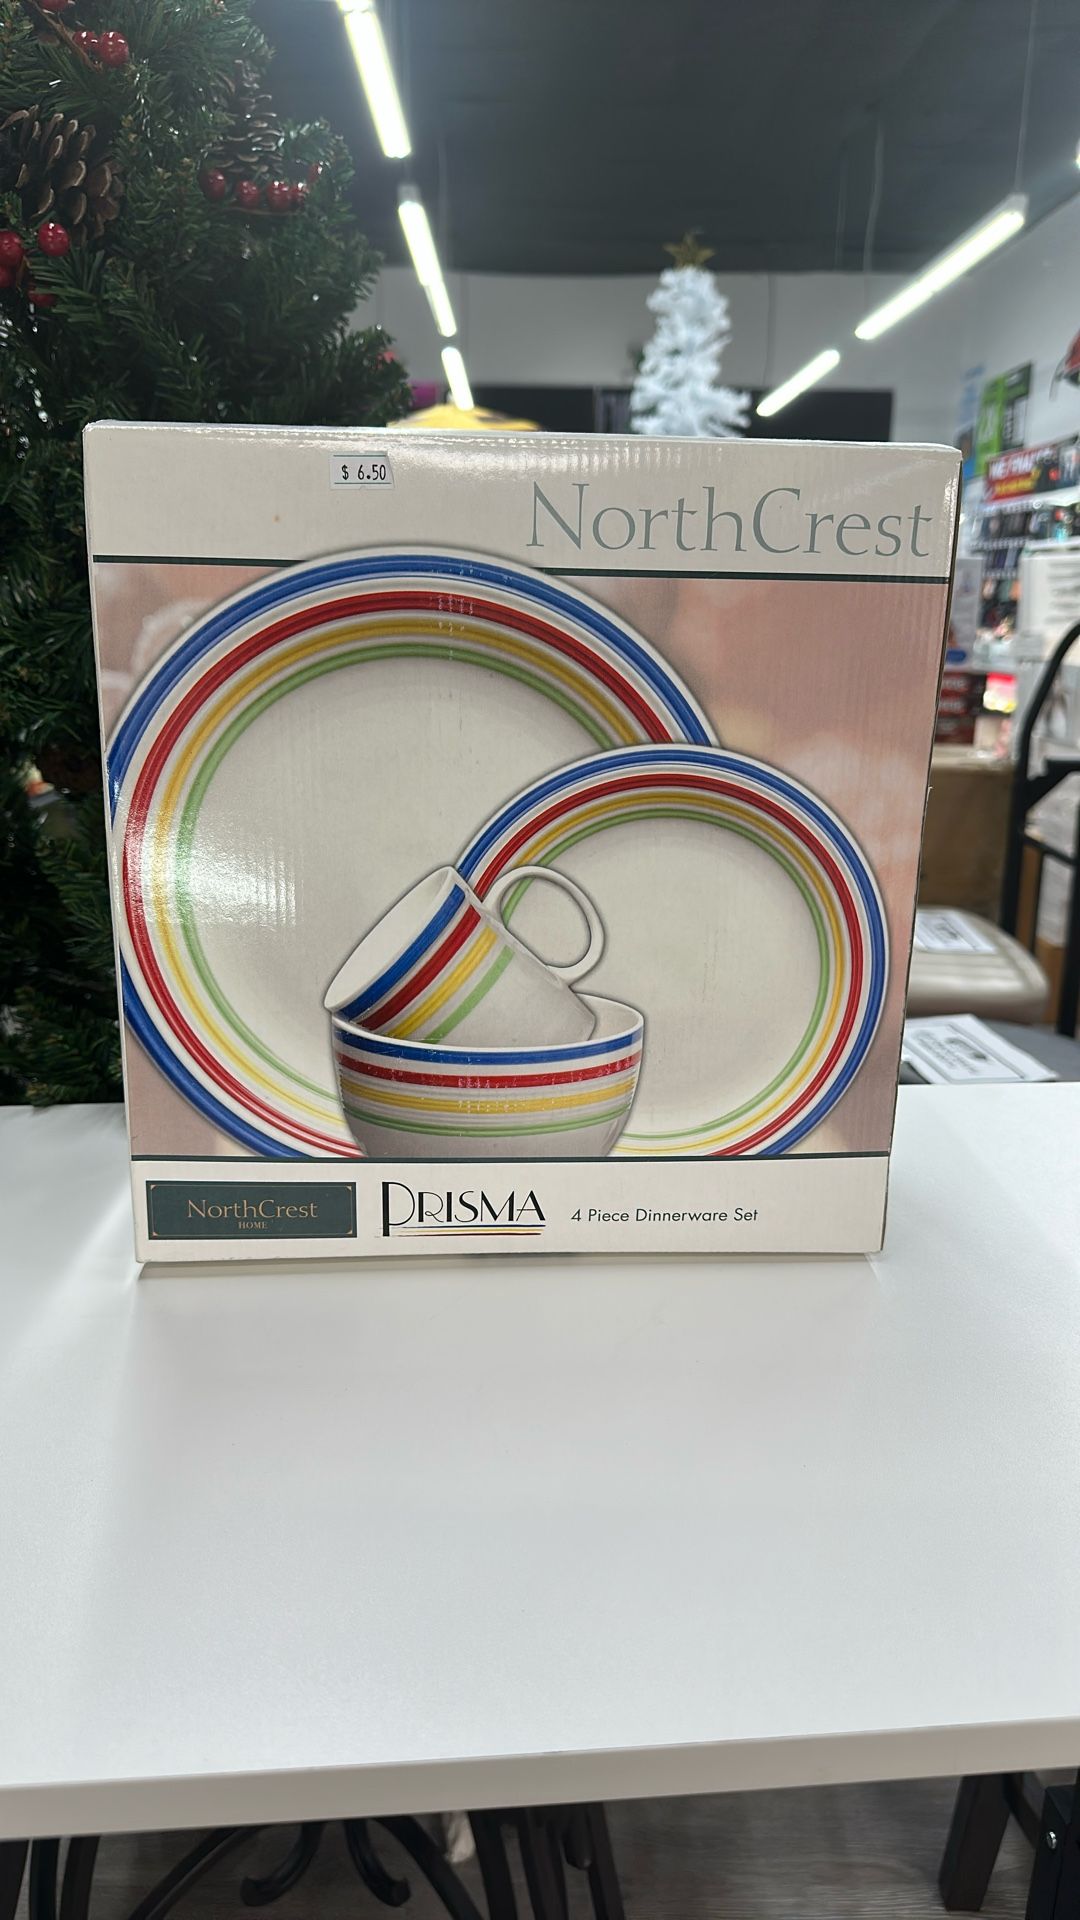 $ 6.50
NorthCrest
NorthCrest
HOME
PRISMA
4 Piece Dinnerware Set